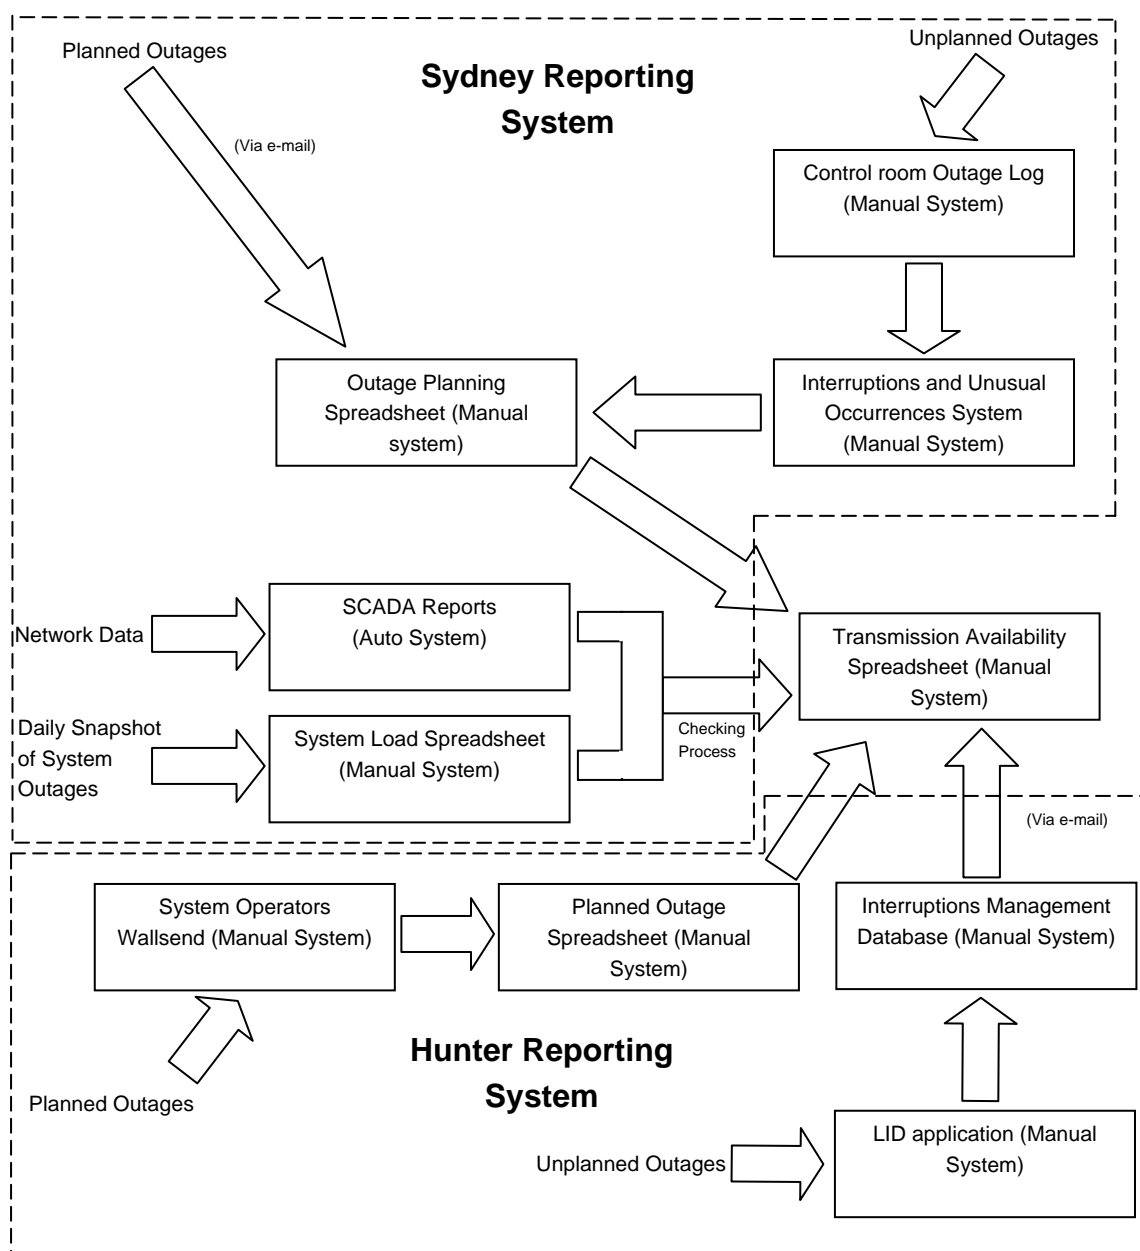 Planned Outages
Unplanned Outages
Sydney Reporting
System
(Via e-mail)
Control room Outage Log
(Manual System)
Outage Planning
Spreadsheet (Manual
system)
Interruptions and Unusual
Occurrences System
(Manual System)
Network Data
SCADA Reports
(Auto System)
Transmission Availability
Spreadsheet (Manual
System)
Daily Snapshot
of System
Outages
System Load Spreadsheet
(Manual System)
Checking
Process
(Via e-mail)
System Operators
Wallsend (Manual System)
Planned Outage
Spreadsheet (Manual
System)
Interruptions Management
Database (Manual System)
Hunter Reporting
System
Planned Outages
Unplanned Outages
LID application (Manual
System)